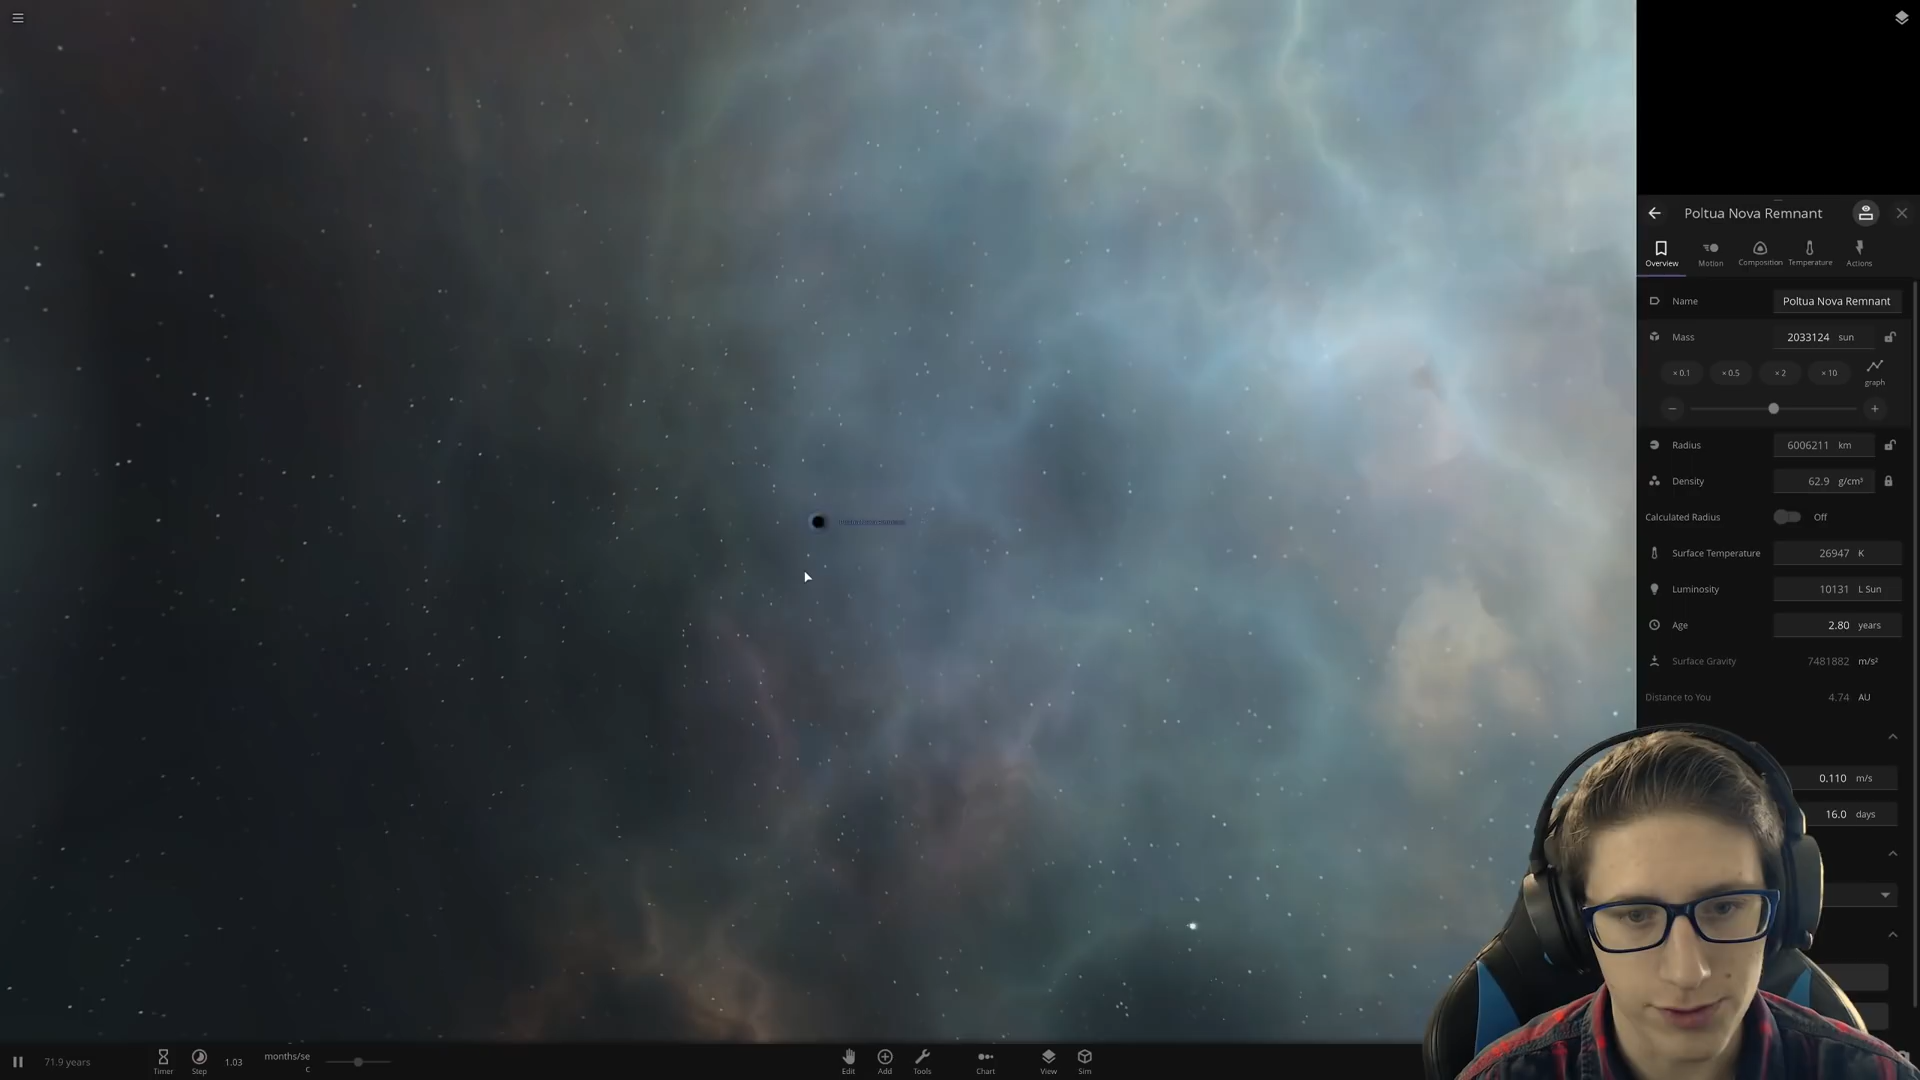 Poltua Nova Remnant
Overview
Motion
Composition
Temperature
Actions
Name
Poltua Nova Remnant
Mass
2033124 sun
× 0.1
× 0.5
× 2
× 10
graph
Radius
6006211 km
Density
62.9 g/cm³
Calculated Radius
Off
Surface Temperature
26947 K
Luminosity
10131 L Sun
Age
2.80 years
Surface Gravity
7481882 m/s²
Distance to You
4.74 AU
0.110 m/s
16.0 days
71.9 years
Timer
Step
1.03
months/se
c
Edit
Add
Tools
Chart
View
Sim